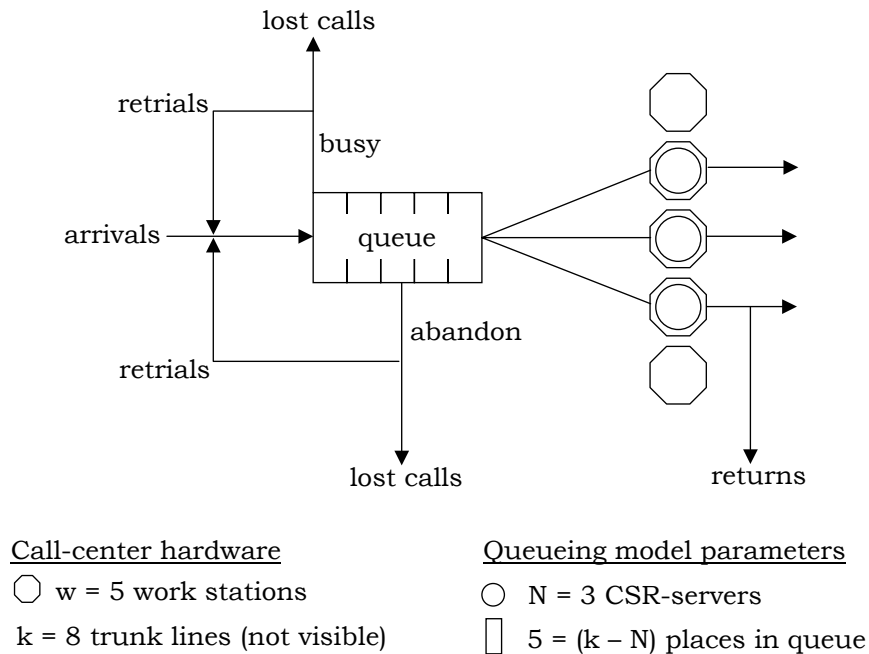 lost calls
retrials
busy
arrivals
queue
abandon
retrials
lost calls
returns
Call-center hardware
w = 5 work stations
k = 8 trunk lines (not visible)
Queueing model parameters
N = 3 CSR-servers
5 = (k – N) places in queue